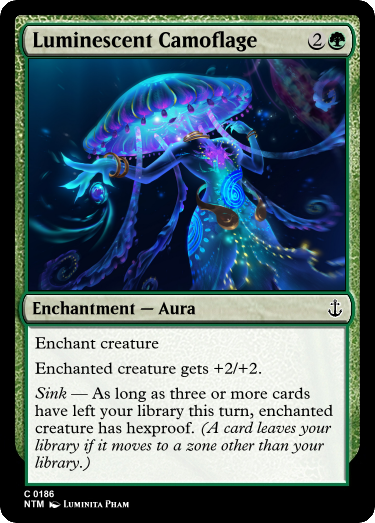 Luminescent Camoflage 2
Enchantment — Aura
Enchant creature
Enchanted creature gets +2/+2.
Sink — As long as three or more cards
have left your library this turn, enchanted
creature has hexproof. (A card leaves your
library if it moves to a zone other than your
library.)
C 0186
NTM LUMINITA PHAM